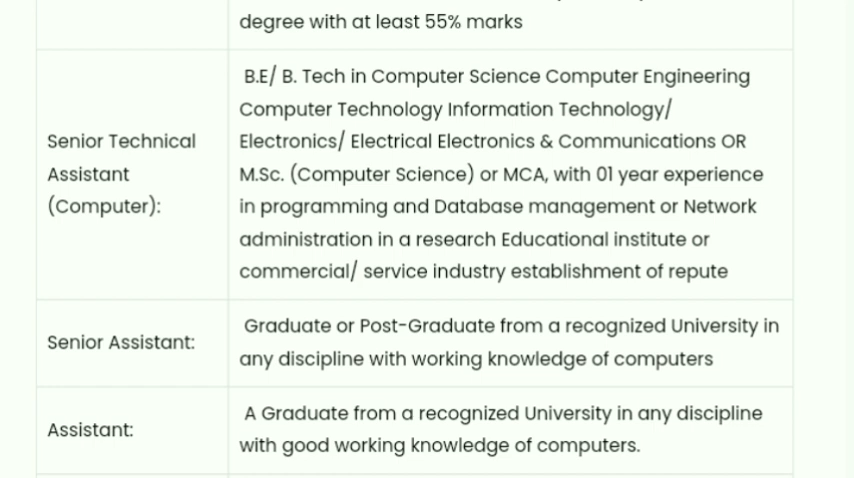 degree with at least 55% marks
Senior Technical
Assistant
(Computer):
B.E/ B. Tech in Computer Science Computer Engineering
Computer Technology Information Technology/
Electronics/ Electrical Electronics & Communications OR
M.Sc. (Computer Science) or MCA, with 01 year experience
in programming and Database management or Network
administration in a research Educational institute or
commercial/ service industry establishment of repute
Senior Assistant:
Graduate or Post-Graduate from a recognized University in
any discipline with working knowledge of computers
Assistant:
A Graduate from a recognized University in any discipline
with good working knowledge of computers.